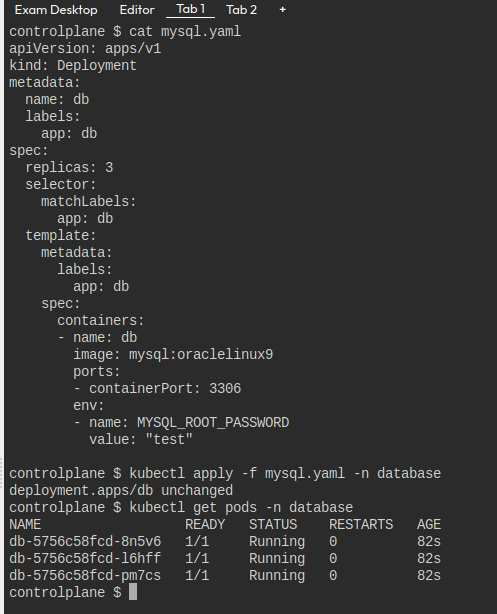 Exam Desktop Editor Tab 1 Tab 2 +
controlplane $ cat mysql.yaml
apiVersion: apps/v1
kind: Deployment
metadata:
  name: db
  labels:
    app: db
spec:
  replicas: 3
  selector:
    matchLabels:
      app: db
  template:
    metadata:
      labels:
        app: db
    spec:
      containers:
      - name: db
        image: mysql:oraclelinux9
        ports:
        - containerPort: 3306
        env:
        - name: MYSQL_ROOT_PASSWORD
          value: "test"

controlplane $ kubectl apply -f mysql.yaml -n database
deployment.apps/db unchanged
controlplane $ kubectl get pods -n database
NAME                  READY   STATUS    RESTARTS   AGE
db-5756c58fcd-8n5v6   1/1     Running   0          82s
db-5756c58fcd-l6hff   1/1     Running   0          82s
db-5756c58fcd-pm7cs   1/1     Running   0          82s
controlplane $